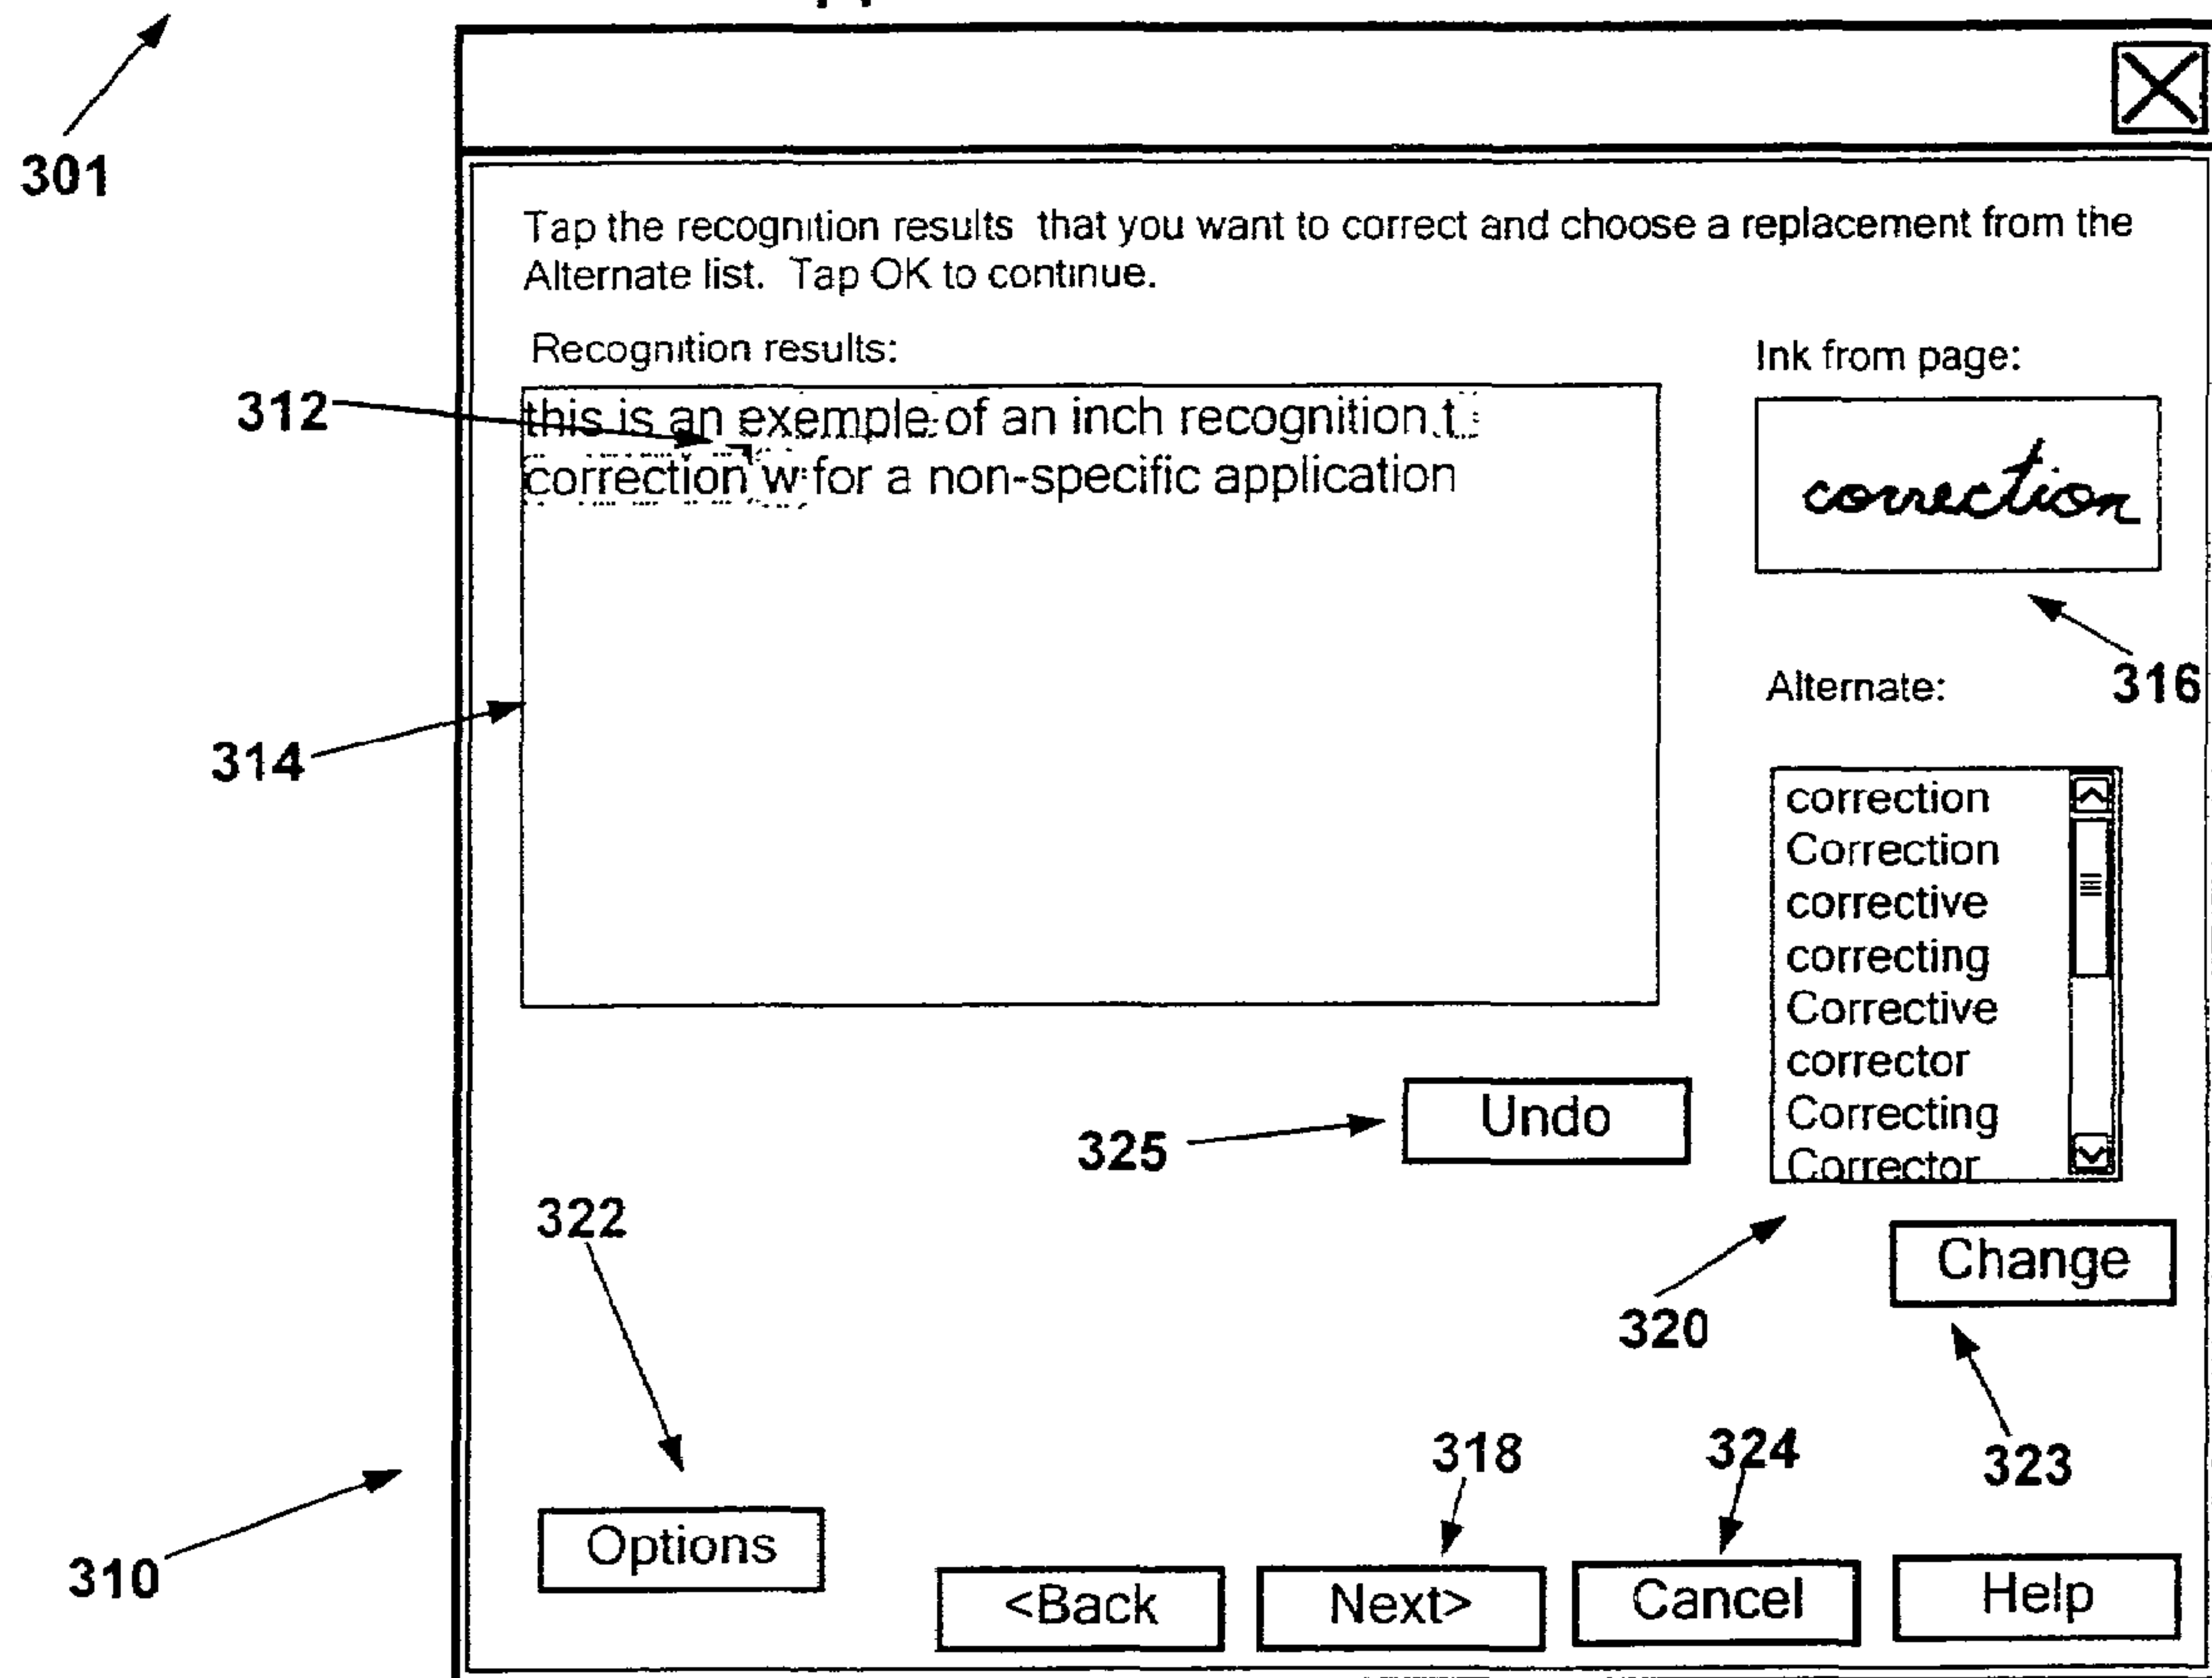 301
Tap the recognition results that you want to correct and choose a replacement from the
Alternate list. Tap OK to continue.
Recognition results:
Ink from page:
312
this is an exemple of an inch recognition t
correction w for a non-specific application
correction
316
314
Alternate:
correction
Correction
corrective
correcting
Corrective
corrector
Correcting
Corrector
Undo
325
322
Change
320
318
324
323
310
Options
<Back
Next>
Cancel
Help